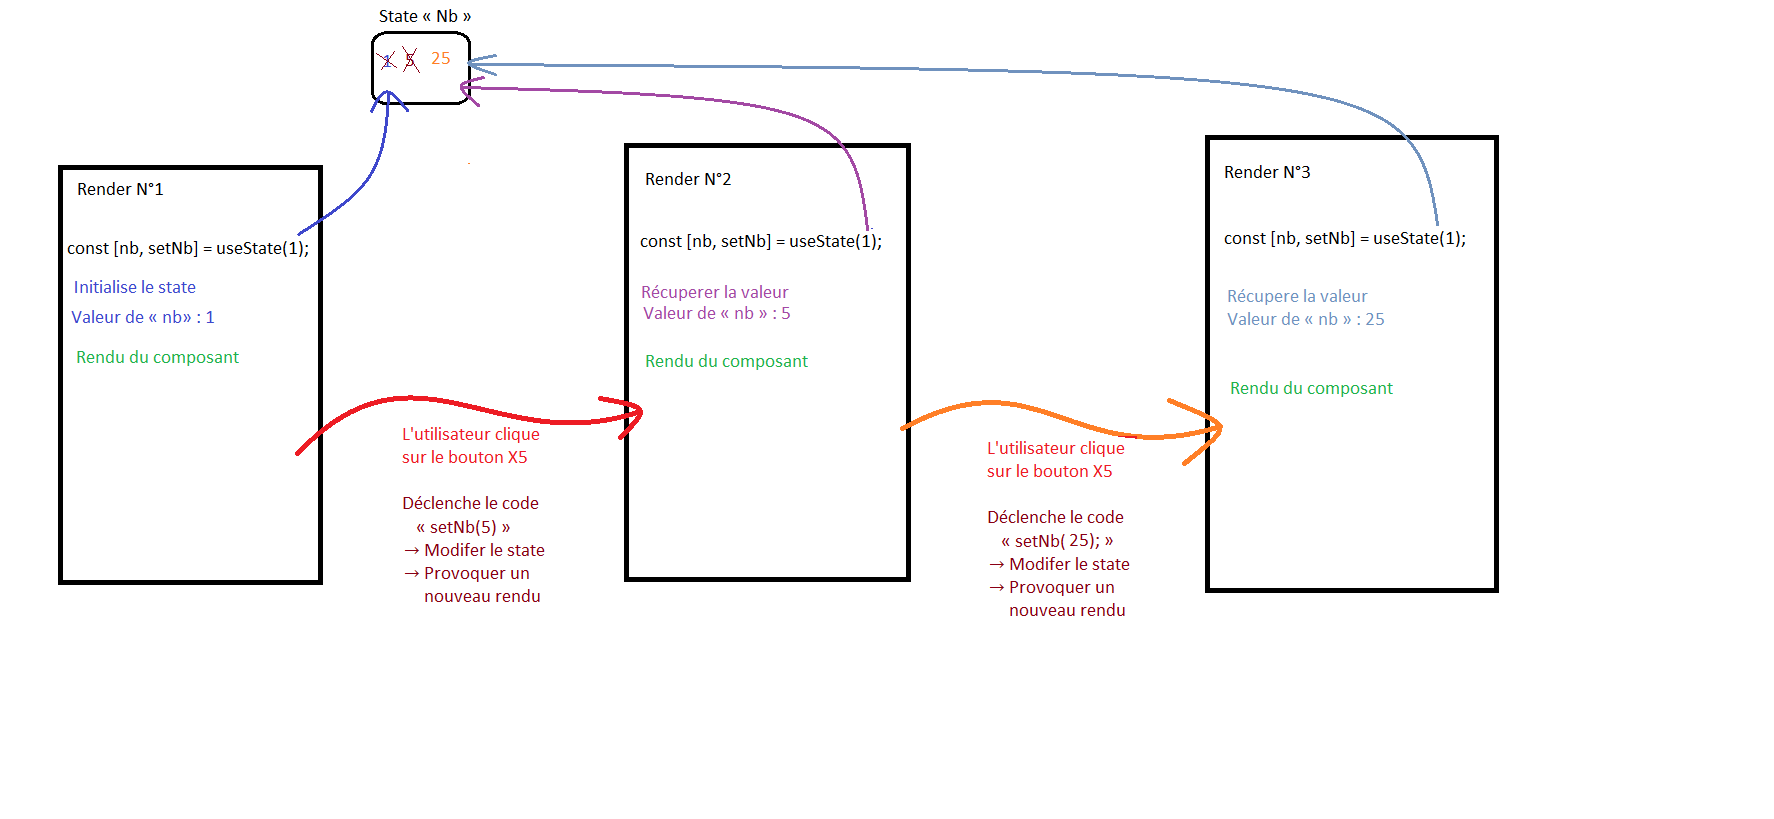 State « Nb »
1 5 25
Render N°1
const [nb, setNb] = useState(1);
Initialise le state
Valeur de « nb» : 1
Rendu du composant
L'utilisateur clique
sur le bouton X5
Déclenche le code
« setNb(5) »
→ Modifer le state
→ Provoquer un
nouveau rendu
Render N°2
const [nb, setNb] = useState(1);
Récuperer la valeur
Valeur de « nb » : 5
Rendu du composant
L'utilisateur clique
sur le bouton X5
Déclenche le code
« setNb( 25); »
→ Modifer le state
→ Provoquer un
nouveau rendu
Render N°3
const [nb, setNb] = useState(1);
Récupere la valeur
Valeur de « nb » : 25
Rendu du composant